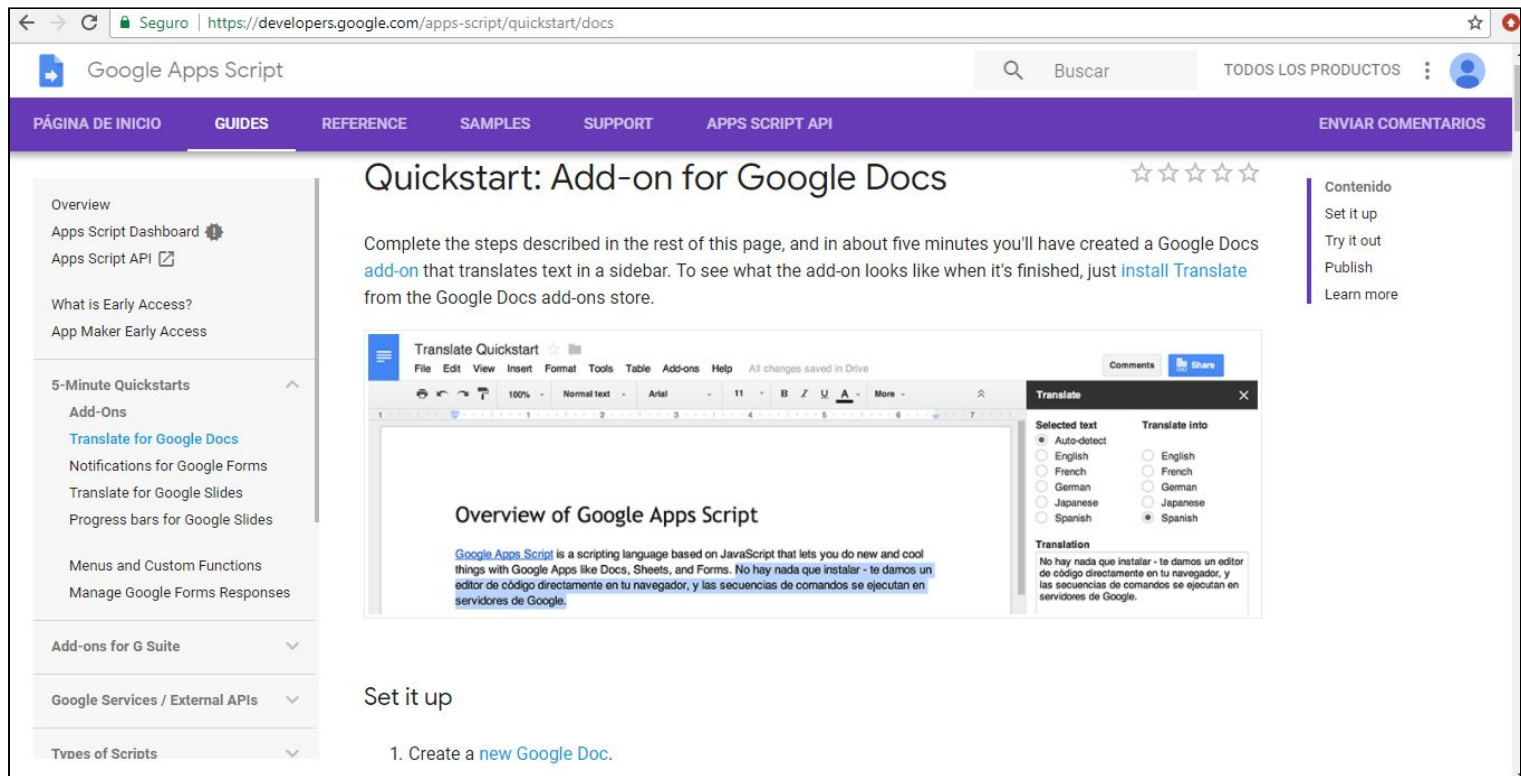 Seguro | https://developers.google.com/apps-script/quickstart/docs
Google Apps Script
Buscar
TODOS LOS PRODUCTOS
PÁGINA DE INICIO GUIDES REFERENCE SAMPLES SUPPORT APPS SCRIPT API ENVIAR COMENTARIOS
Overview
Apps Script Dashboard
Apps Script API
What is Early Access?
App Maker Early Access
5-Minute Quickstarts
Add-Ons
Translate for Google Docs
Notifications for Google Forms
Translate for Google Slides
Progress bars for Google Slides
Menus and Custom Functions
Manage Google Forms Responses
Add-ons for G Suite
Google Services / External APIs
Types of Scripts
Quickstart: Add-on for Google Docs
Complete the steps described in the rest of this page, and in about five minutes you'll have created a Google Docs
add-on that translates text in a sidebar. To see what the add-on looks like when it's finished, just install Translate
from the Google Docs add-ons store.
Translate Quickstart
File Edit View Insert Format Tools Table Add-ons Help All changes saved in Drive
Comments Share
100% Normal text Arial 11 B I U A More
1 1 2 3 4 5 6 7
Overview of Google Apps Script
Google Apps Script is a scripting language based on JavaScript that lets you do new and cool
things with Google Apps like Docs, Sheets, and Forms. No hay nada que instalar - te damos un
editor de código directamente en tu navegador, y las secuencias de comandos se ejecutan en
servidores de Google.
Translate
Selected text Translate into
Auto-detect
English English
French French
German German
Japanese Japanese
Spanish Spanish
Translation
No hay nada que instalar - te damos un editor
de código directamente en tu navegador, y
las secuencias de comandos se ejecutan en
servidores de Google.
Set it up
1. Create a new Google Doc.
Contenido
Set it up
Try it out
Publish
Learn more